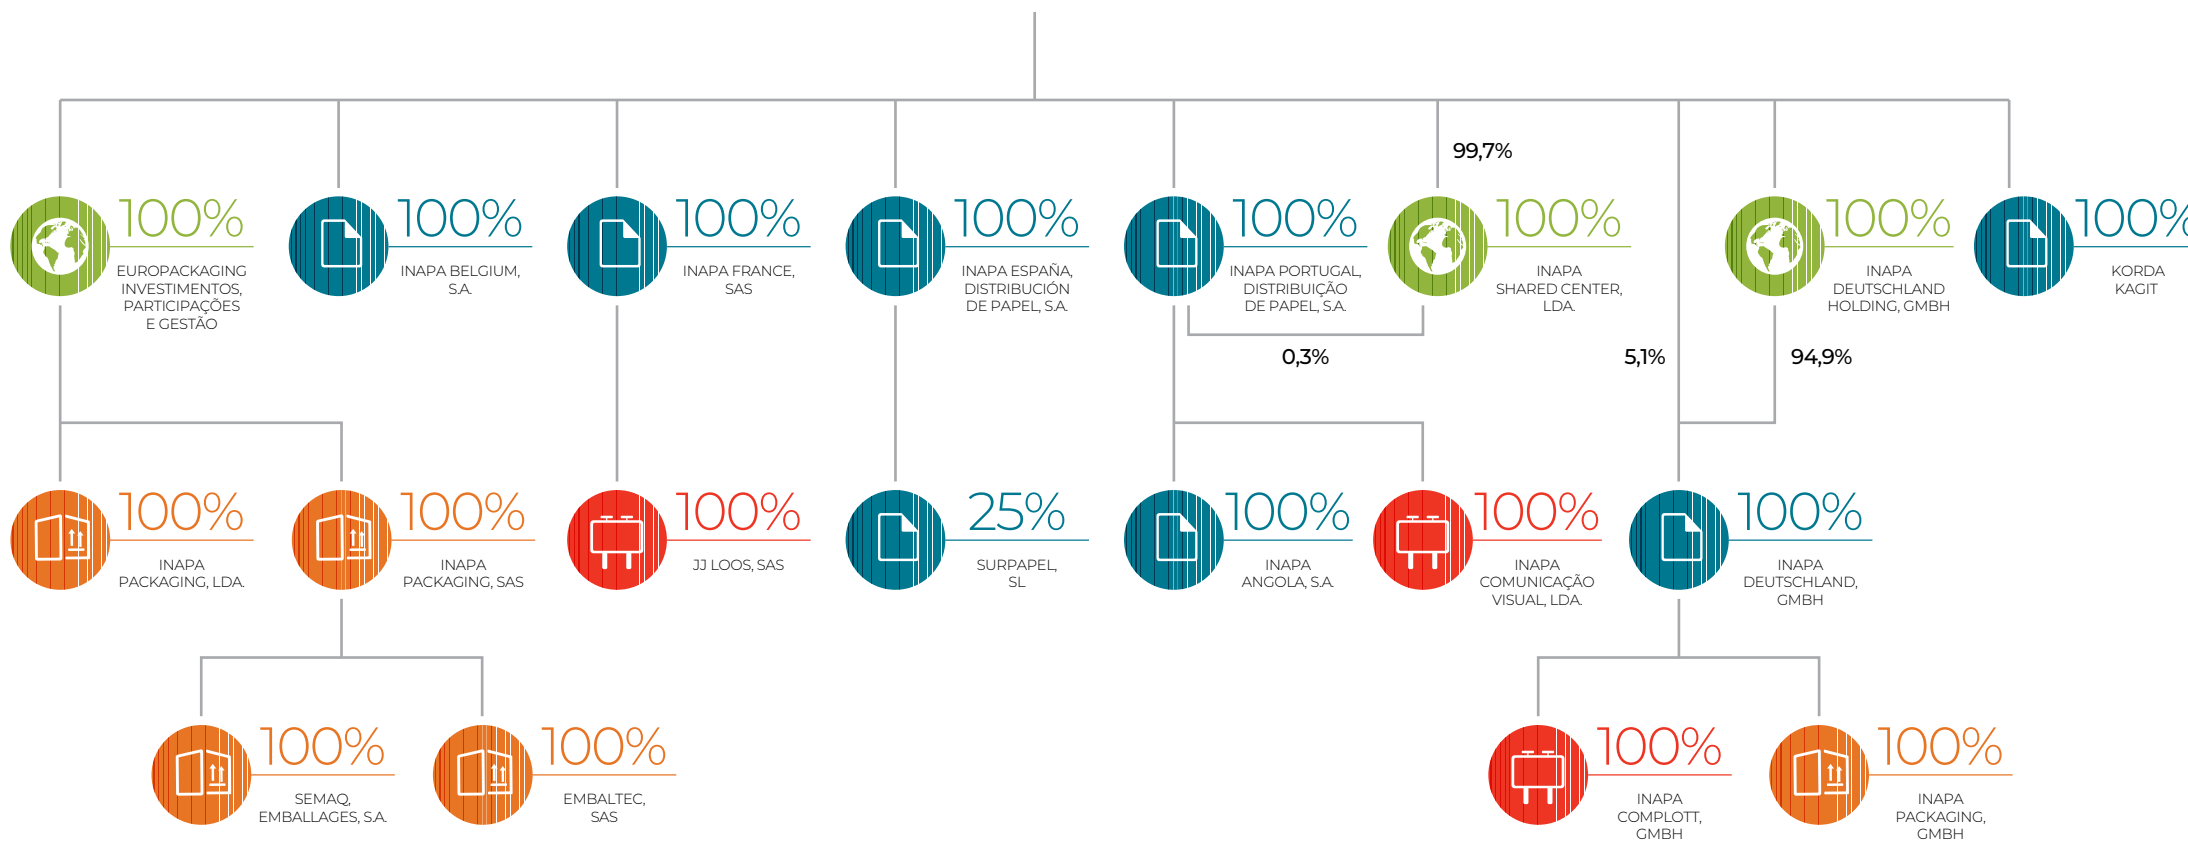 99,7%
100%
EUROPACKAGING
INVESTIMENTOS,
PARTICIPAÇÕES
E GESTÃO
100%
INAPA BELGIUM,
S.A.
100%
INAPA FRANCE,
SAS
100%
INAPA ESPAÑA,
DISTRIBUCIÓN
DE PAPEL, S.A.
100%
INAPA PORTUGAL,
DISTRIBUIÇÃO
DE PAPEL, S.A.
100%
INAPA
SHARED CENTER,
LDA.
100%
INAPA
DEUTSCHLAND
HOLDING, GMBH
100%
KORDA
KAGIT
0,3%
5,1%
94,9%
100%
INAPA
PACKAGING, LDA.
100%
INAPA
PACKAGING, SAS
100%
JJ LOOS, SAS
25%
SURPAPEL,
SL
100%
INAPA
ANGOLA, S.A.
100%
INAPA
COMUNICAÇÃO
VISUAL, LDA.
100%
INAPA
DEUTSCHLAND,
GMBH
100%
SEMAQ,
EMBALLAGES, S.A.
100%
EMBALTEC,
SAS
100%
INAPA
COMPLOTT,
GMBH
100%
INAPA
PACKAGING,
GMBH